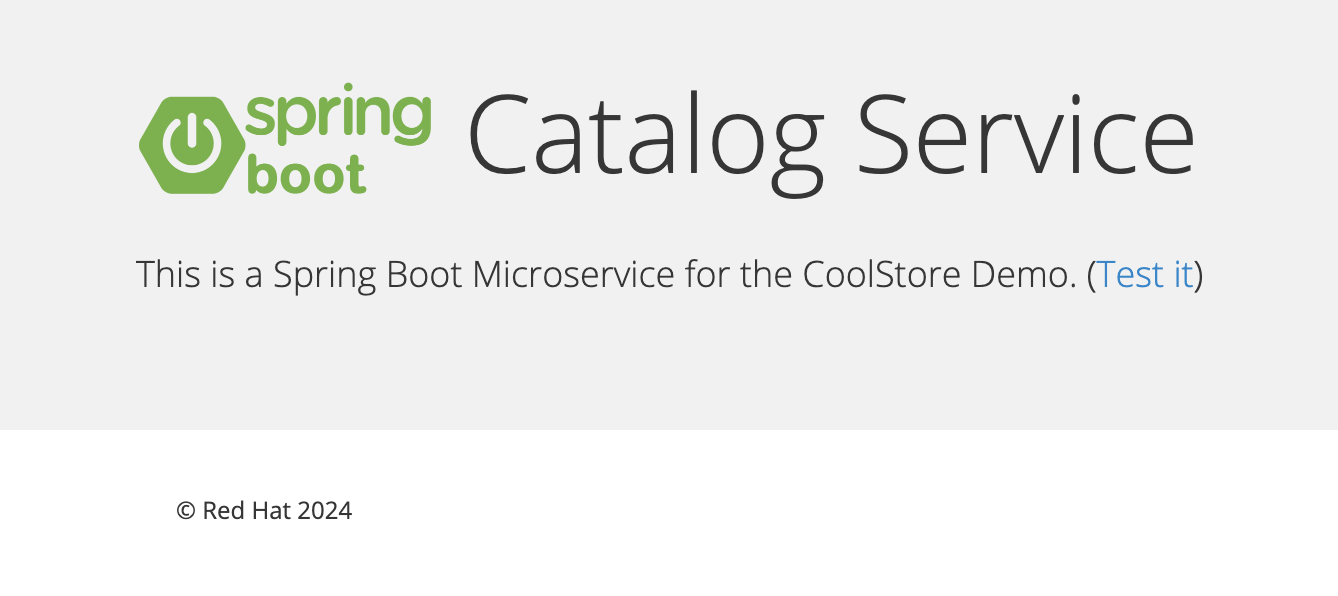 spring
boot
Catalog Service
This is a Spring Boot Microservice for the CoolStore Demo. (Test it)
© Red Hat 2024